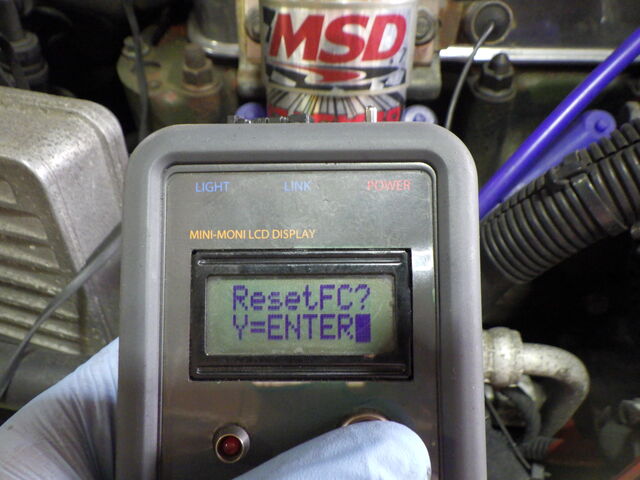 MSD
LIGHT LINK POWER
MINI-MONI LCD DISPLAY
ResetFC?
Y=ENTER